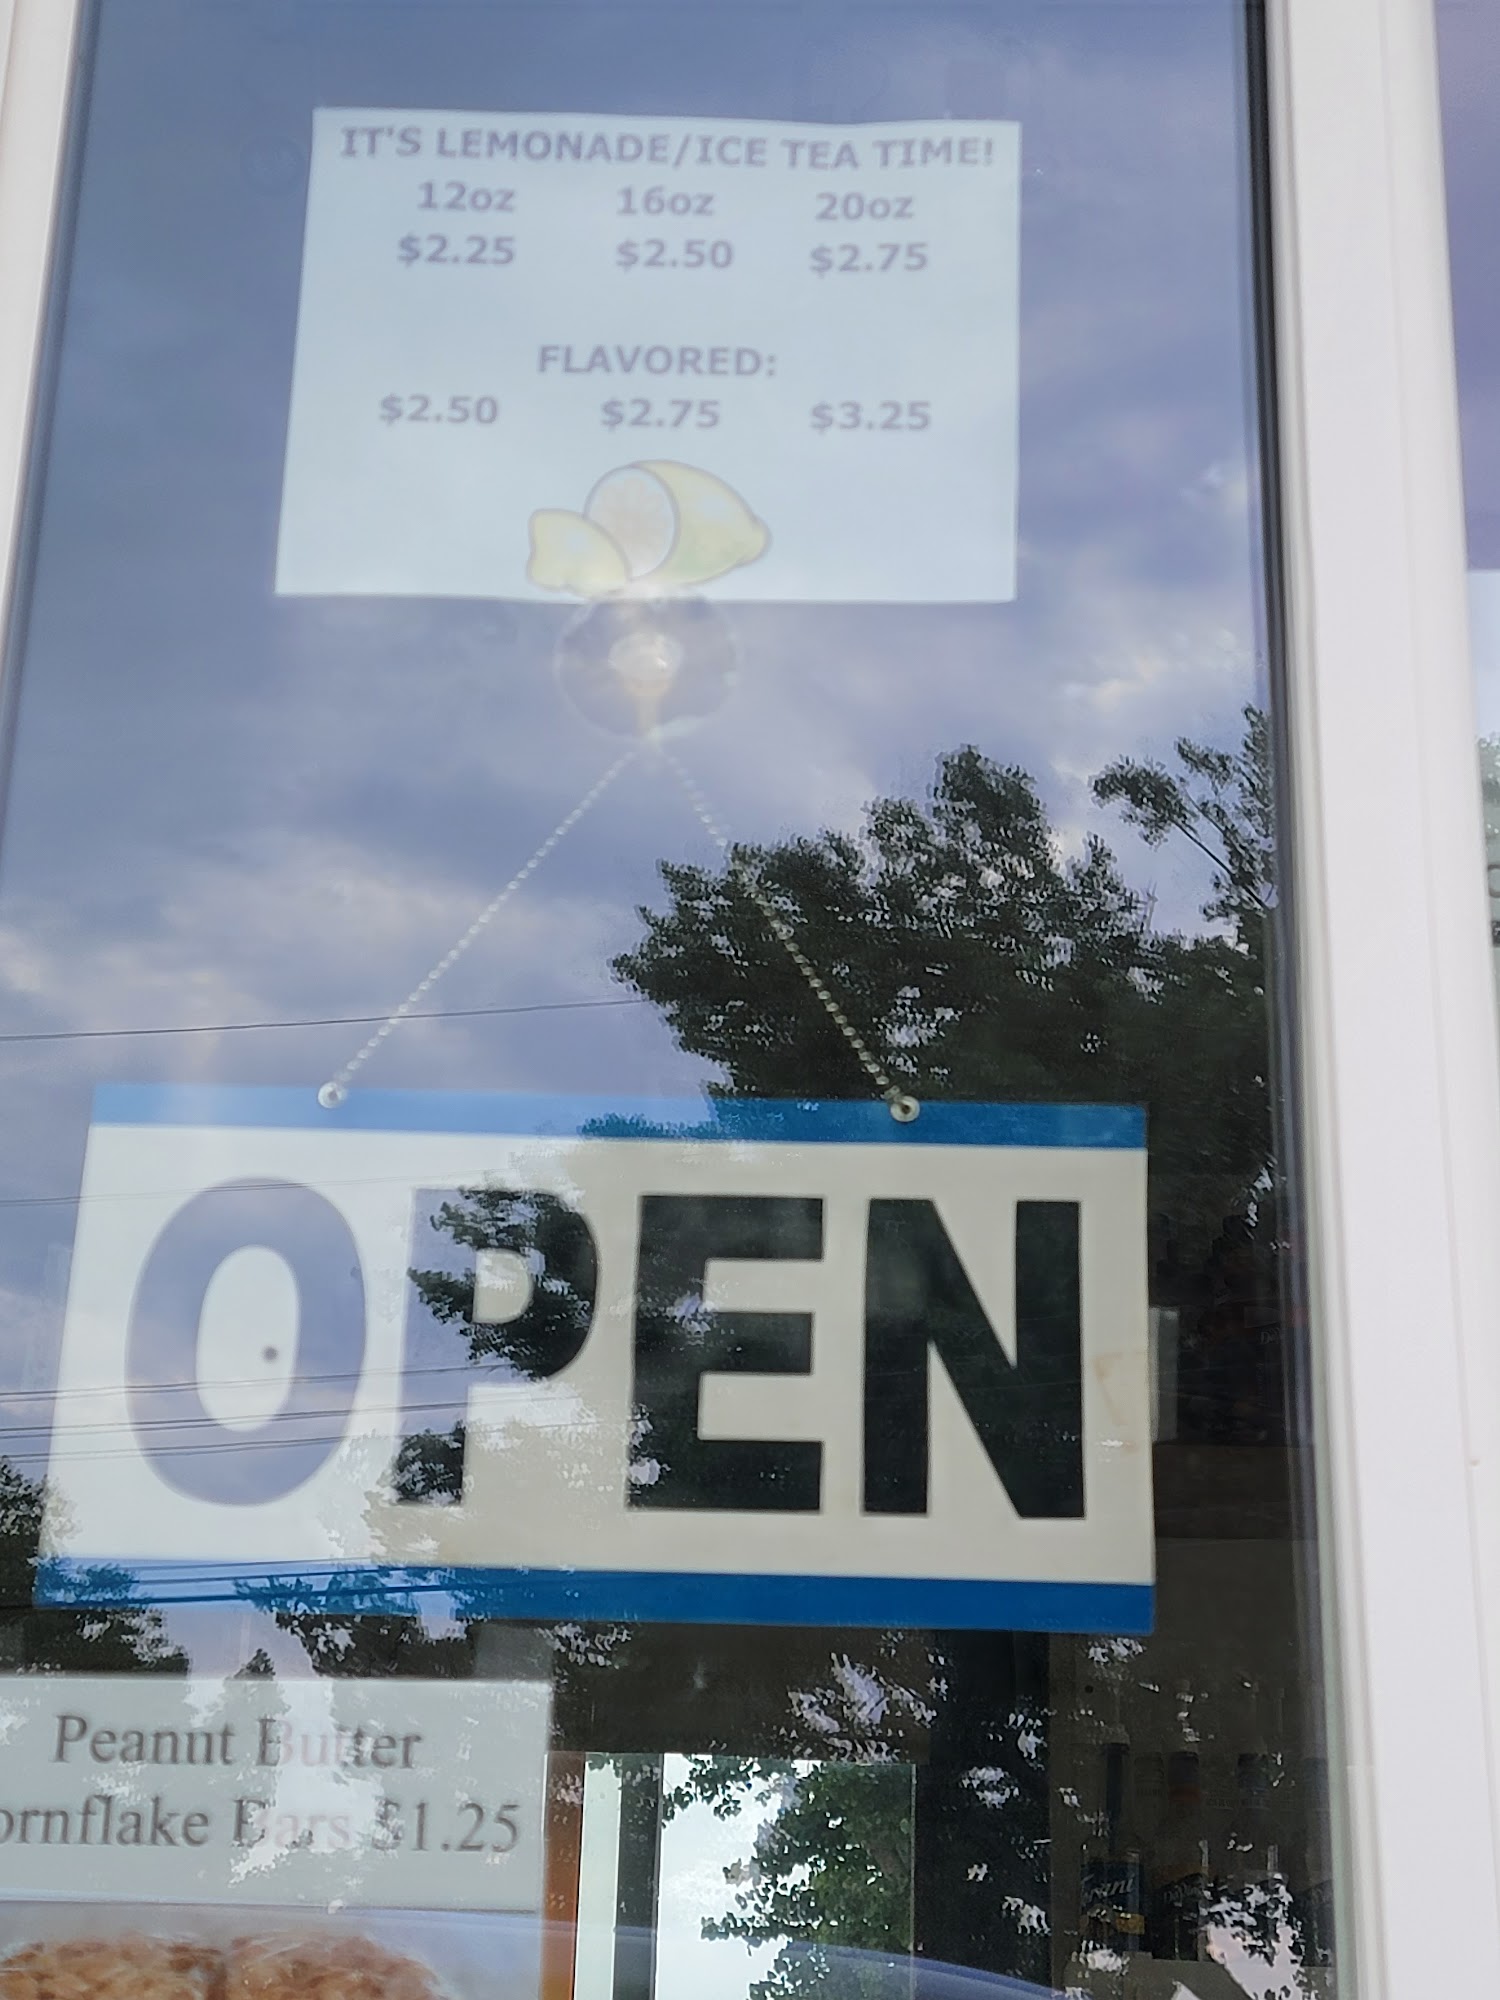 IT'S LEMONADE/ICE TEA TIME!
12oz 16oz 20oz
$2.25 $2.50 $2.75
FLAVORED:
$2.50 $2.75 $3.25
OPEN
Peanut Butter
ornflake Bars $1.25
Torani